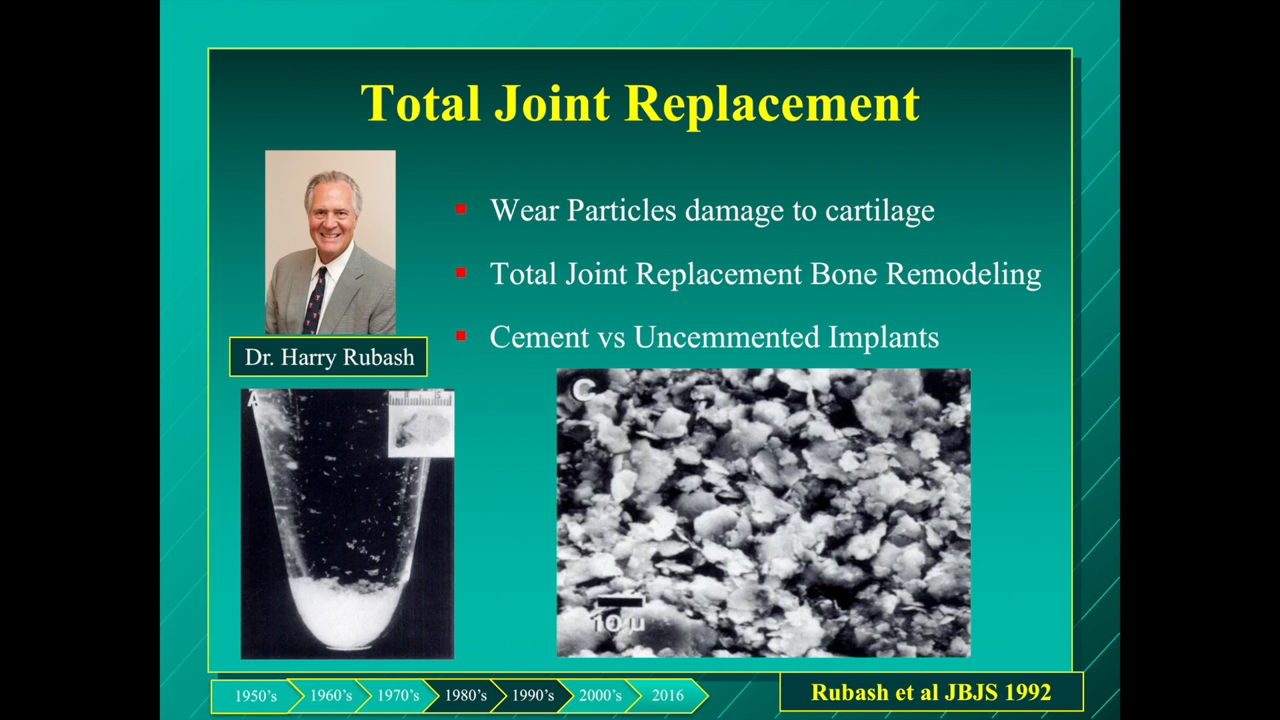 Total Joint Replacement
Wear Particles damage to cartilage
Total Joint Replacement Bone Remodeling
Cement vs Uncemmented Implants
Dr. Harry Rubash
A
C
10 μ
1950's 1960's 1970's 1980's 1990's 2000's 2016
Rubash et al JBJS 1992